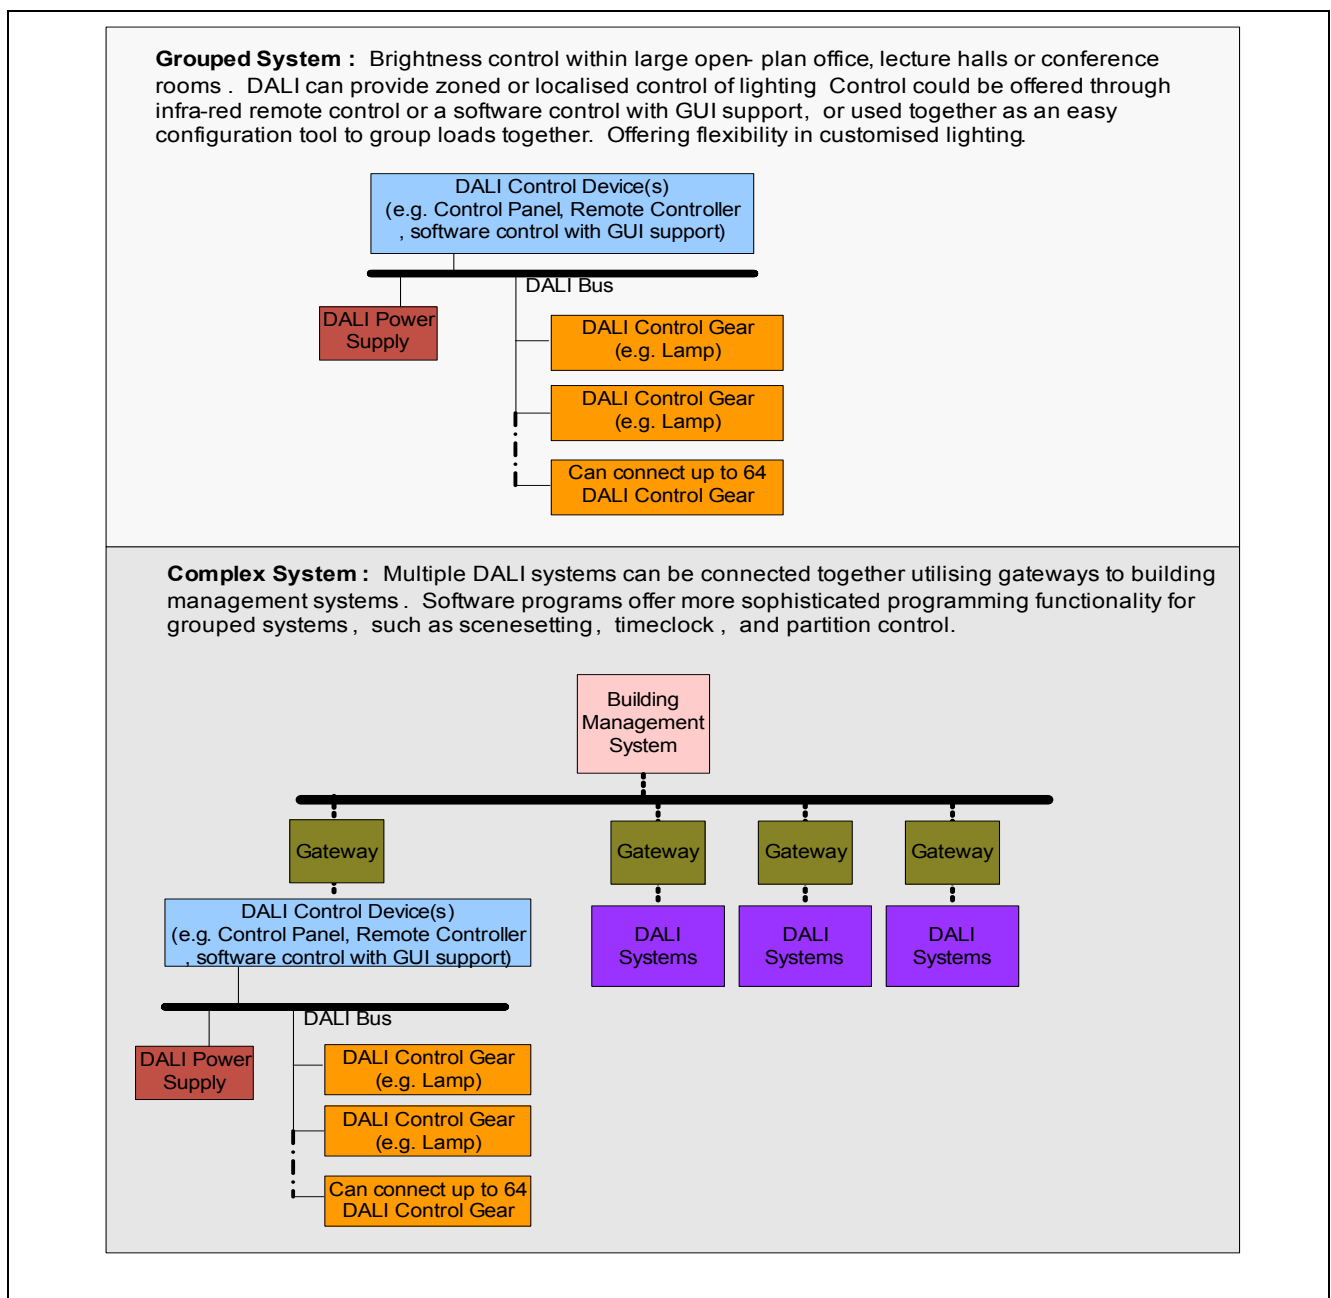 Grouped System : Brightness control within large open- plan office, lecture halls or conference
rooms . DALI can provide zoned or localised control of lighting Control could be offered through
infra-red remote control or a software control with GUI support, or used together as an easy
configuration tool to group loads together. Offering flexibility in customised lighting.
DALI Control Device(s)
(e.g. Control Panel, Remote Controller
, software control with GUI support)
DALI Bus
DALI Power
Supply
DALI Control Gear
(e.g. Lamp)
DALI Control Gear
(e.g. Lamp)
Can connect up to 64
DALI Control Gear
Complex System : Multiple DALI systems can be connected together utilising gateways to building
management systems . Software programs offer more sophisticated programming functionality for
grouped systems , such as scenesetting , timeclock , and partition control.
Building
Management
System
Gateway
Gateway
Gateway
Gateway
DALI Control Device(s)
(e.g. Control Panel, Remote Controller
, software control with GUI support)
DALI
Systems
DALI
Systems
DALI
Systems
DALI Bus
DALI Power
Supply
DALI Control Gear
(e.g. Lamp)
DALI Control Gear
(e.g. Lamp)
Can connect up to 64
DALI Control Gear